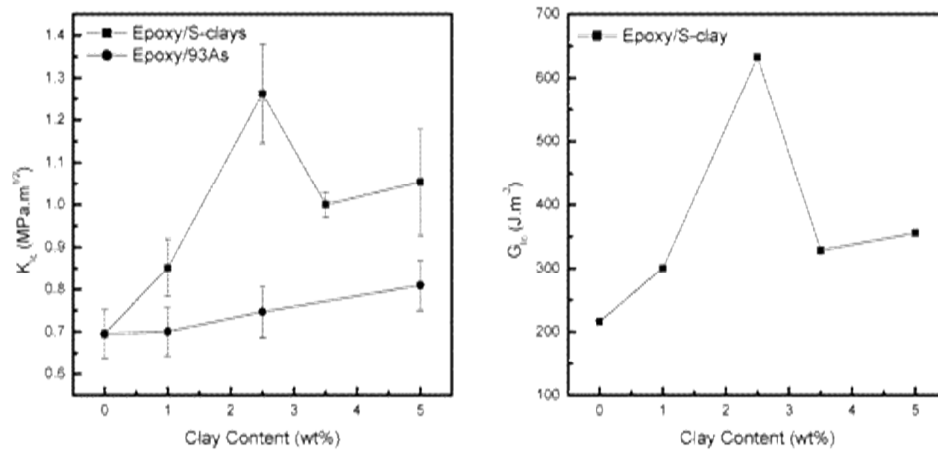 Epoxy/S-clays
Epoxy/93As
1.4
1.3
1.2
1.1
1.0
0.9
0.8
0.7
0.6
K_Ic (MPa.m^1/2)
0 1 2 3 4 5
Clay Content (wt%)
Epoxy/S-clay
700
600
500
400
300
200
100
G_Ic (J.m^-3)
0 1 2 3 4 5
Clay Content (wt%)